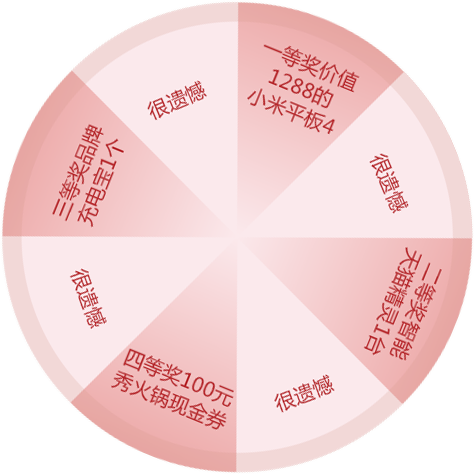 一等奖价值
1288的
小米平板4
很遗憾
二等奖智能
天猫精灵1台
很遗憾
四等奖100元
秀火锅现金券
很遗憾
三等奖品牌
充电宝1个
很遗憾